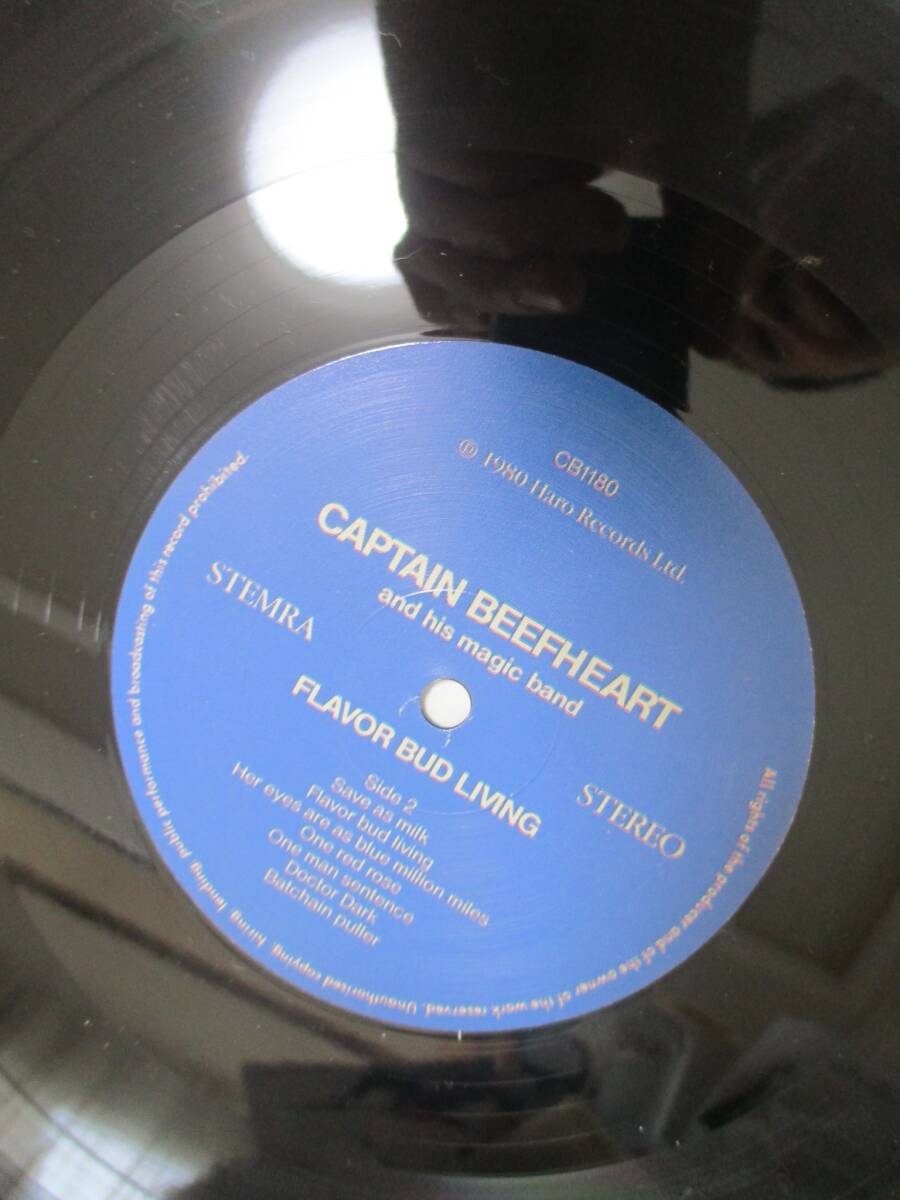 CB1180
℗ 1980 Haro Records Ltd.
CAPTAIN BEEFHEART
and his magic band
STEMRA
FLAVOR BUD LIVING
STEREO
Side 2
Save as milk
Flavor bud living
Her eyes are as blue million miles
One red rose
One man sentence
Doctor Dark
Batchain puller
All rights of the producer and of the owner of the work reserved. Unauthorised copying, hiring, lending, public performance and broadcasting of this record prohibited.